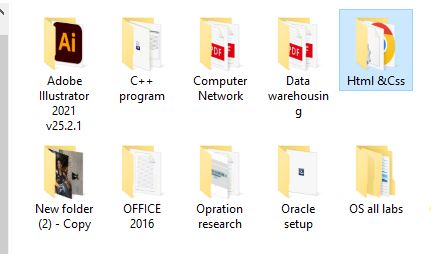 Ai
PDF
PDF
Adobe
Illustrator
2021
v25.2.1
C++
program
Computer
Network
Data
warehousin
g
Html &Css
New folder
(2) - Copy
OFFICE
2016
Opration
research
Oracle
setup
OS all labs